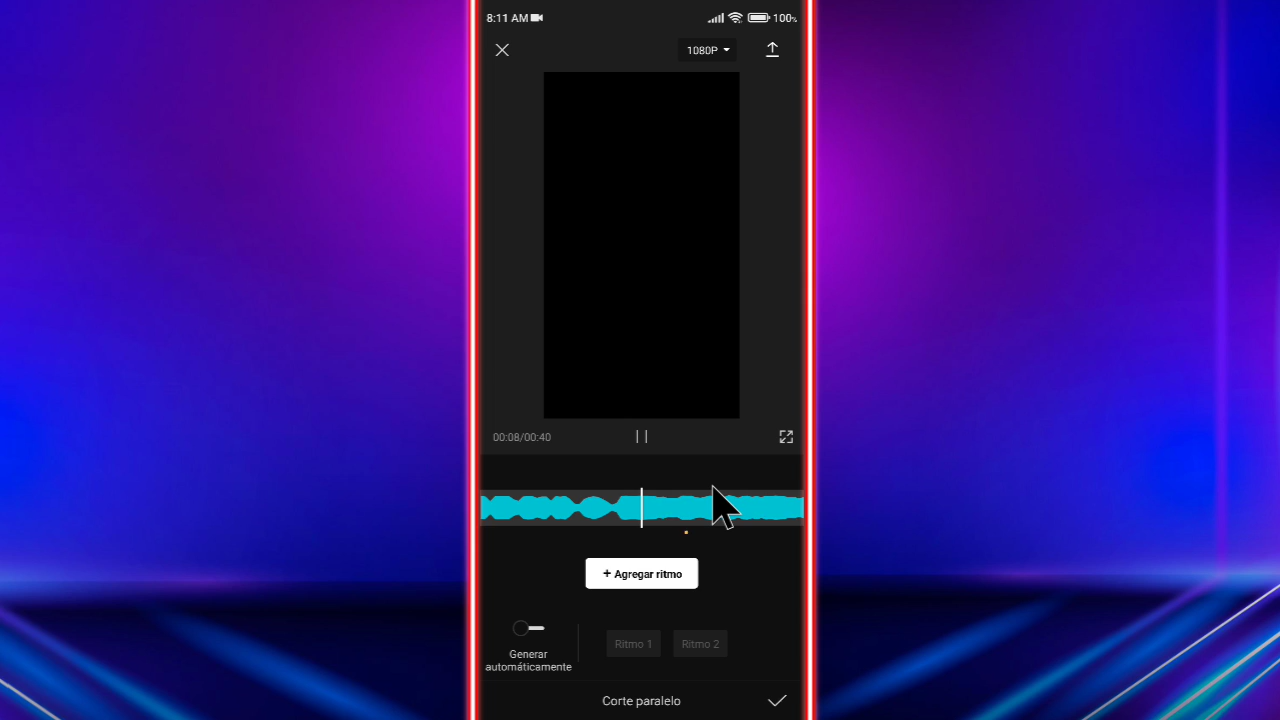 8:11 AM 100%
1080P
00:08/00:40
+ Agregar ritmo
Generar
automáticamente
Ritmo 1 Ritmo 2
Corte paralelo